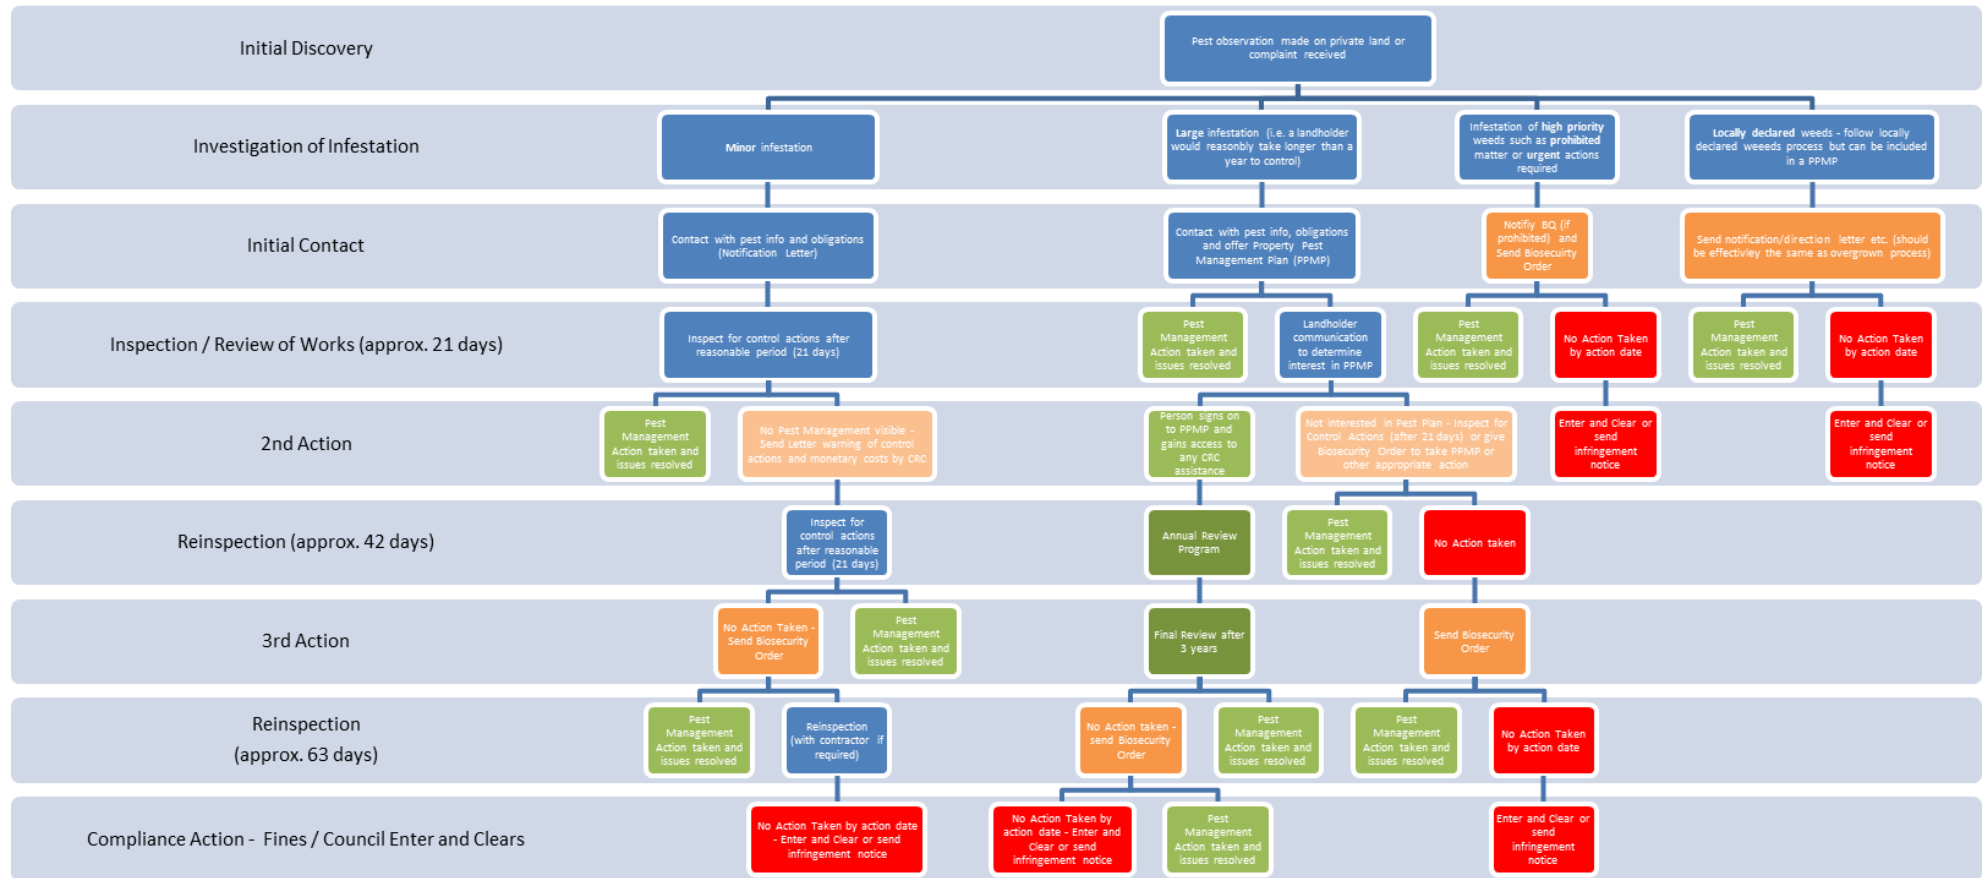 Initial Discovery
Pest observation made on private land or
complaint received
Investigation of Infestation
Minor infestation
Large infestation (i.e. a landholder
would reasonbly take longer than a
year to control)
Infestation of high priority
weeds such as prohibited
matter or urgent actions
required
Locally declared weeds - follow locally
declared weeeds process but can be included
in a PPMP
Initial Contact
Contact with pest info and obligations
(Notification Letter)
Contact with pest info, obligations
and offer Property Pest
Management Plan (PPMP)
Notifiy BQ (if
prohibited) and
Send Biosecuirty
Order
Send notification/direction letter etc. (should
be effectivley the same as overgrown process)
Inspection / Review of Works (approx. 21 days)
Inspect for control actions after
reasonable period (21 days)
Pest
Management
Action taken and
issues resolved
Landholder
communication
to determine
interest in PPMP
Pest
Management
Action taken and
issues resolved
No Action Taken
by action date
Pest
Management
Action taken and
issues resolved
No Action Taken
by action date
2nd Action
Pest
Management
Action taken and
issues resolved
No Pest Management visible -
Send Letter warning of control
actions and monetary costs by CRC
Person signs on
to PPMP and
gains access to
any CRC
assistance
Not interested in Pest Plan - Inspect for
Control Actions (after 21 days) or give
Biosecurity Order to take PPMP or
other appropriate action
Enter and Clear or
send
infringement
notice
Enter and Clear or
send
infringement
notice
Reinspection (approx. 42 days)
Inspect for
control actions
after reasonable
period (21 days)
Annual Review
Program
Pest
Management
Action taken and
issues resolved
No Action taken
3rd Action
No Action Taken -
Send Biosecurity
Order
Pest
Management
Action taken and
issues resolved
Final Review after
3 years
Send Biosecurity
Order
Reinspection
(approx. 63 days)
Pest
Management
Action taken and
issues resolved
Reinspection
(with contractor if
required)
No Action taken -
send Biosecurity
Order
Pest
Management
Action taken and
issues resolved
Pest
Management
Action taken and
issues resolved
No Action Taken
by action date
Compliance Action - Fines / Council Enter and Clears
No Action Taken by action date
- Enter and Clear or send
infringement notice
No Action Taken by
action date - Enter and
Clear or send
infringement notice
Pest
Management
Action taken and
issues resolved
Enter and Clear or
send
infringement
notice